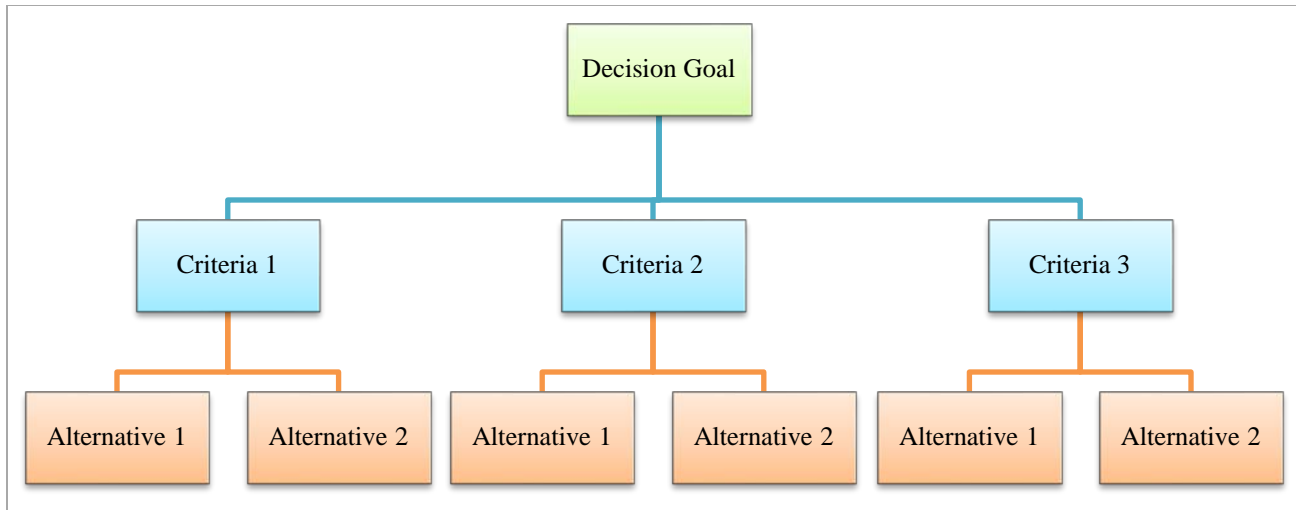 Decision Goal
Criteria 1
Criteria 2
Criteria 3
Alternative 1
Alternative 2
Alternative 1
Alternative 2
Alternative 1
Alternative 2